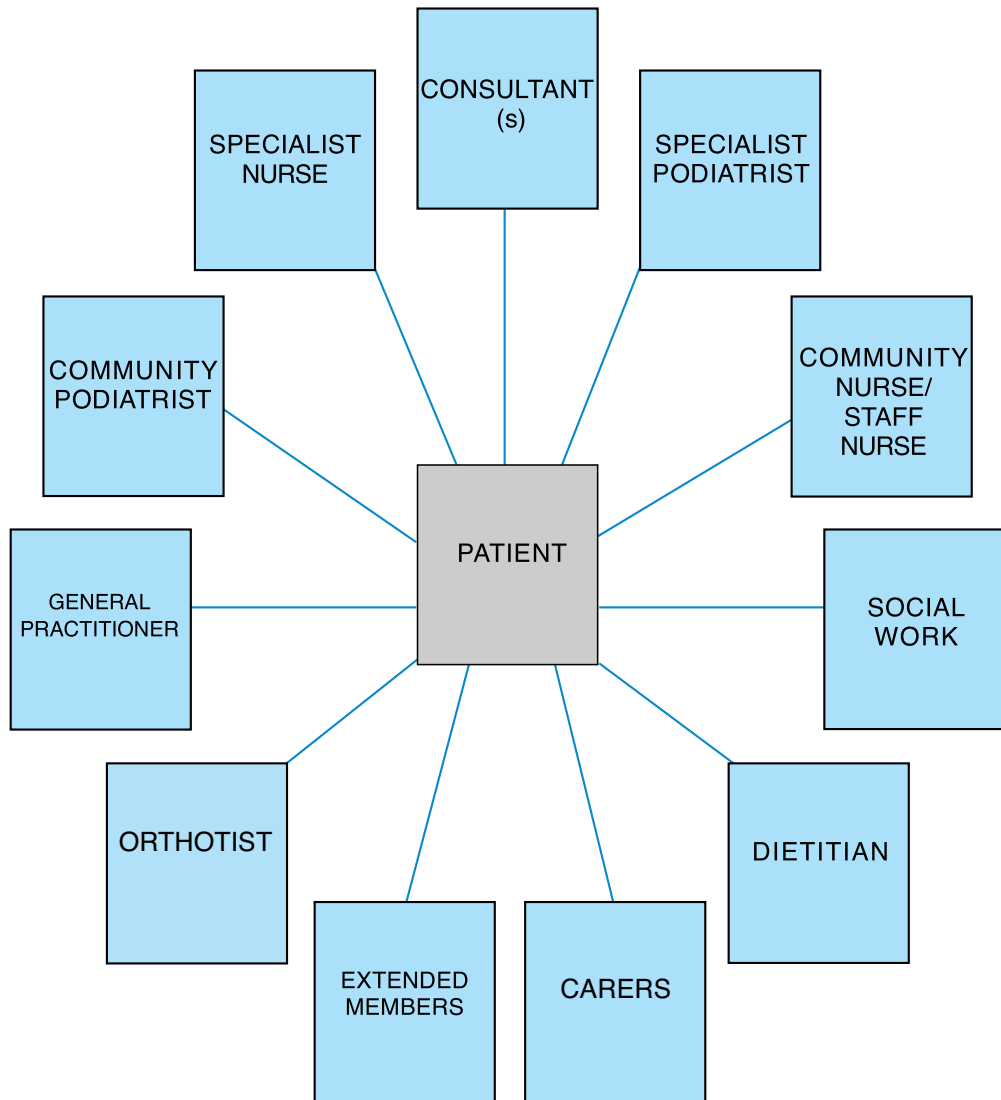 CONSULTANT
(s)
SPECIALIST
NURSE
SPECIALIST
PODIATRIST
COMMUNITY
PODIATRIST
COMMUNITY
NURSE/
STAFF
NURSE
PATIENT
GENERAL
PRACTITIONER
SOCIAL
WORK
ORTHOTIST
DIETITIAN
EXTENDED
MEMBERS
CARERS